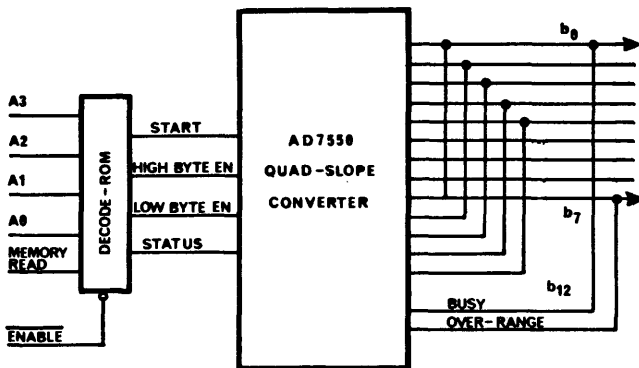 A3
A2
A1
A0
MEMORY
READ
ENABLE
DECODE-ROM
START
HIGH BYTE EN
LOW BYTE EN
STATUS
AD7550
QUAD-SLOPE
CONVERTER
b0
b7
b12
BUSY
OVER-RANGE